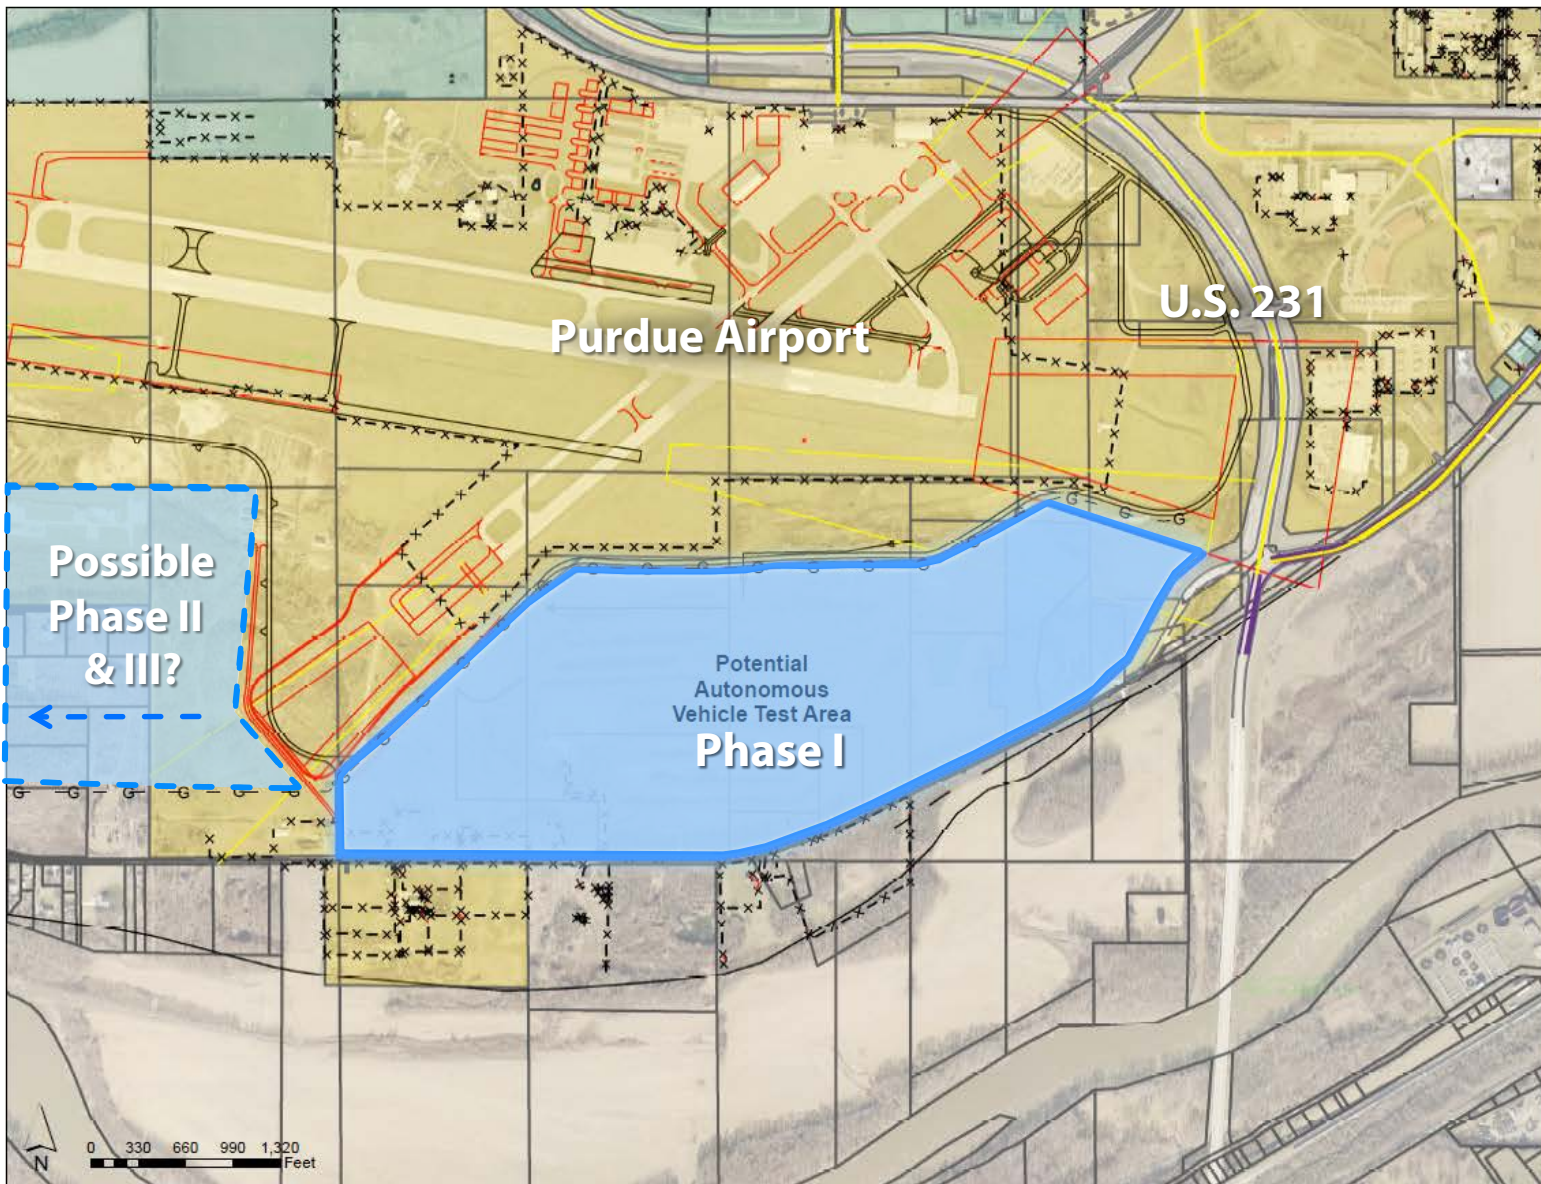 U.S. 231
Purdue Airport
Possible
Phase II
& III?
Potential
Autonomous
Vehicle Test Area
Phase I
G
G
G
G
G
G
G
G
G
N
0 330 660 990 1,320
Feet